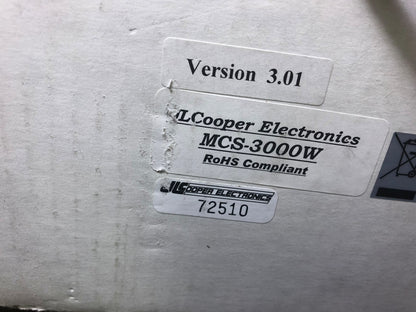 Version 3.01
JLCooper Electronics
MCS-3000W
RoHS Compliant
JLCOOPER ELECTRONICS
72510